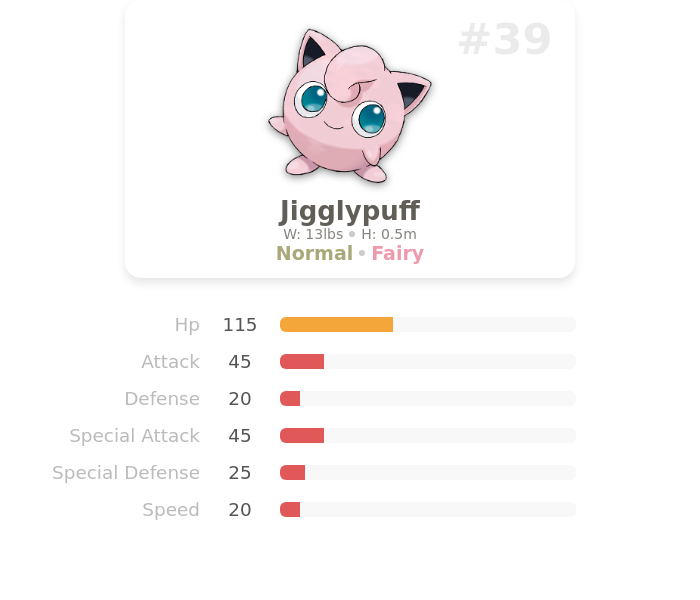 #39
Jigglypuff
W: 13lbs • H: 0.5m
Normal • Fairy
Hp 115
Attack 45
Defense 20
Special Attack 45
Special Defense 25
Speed 20